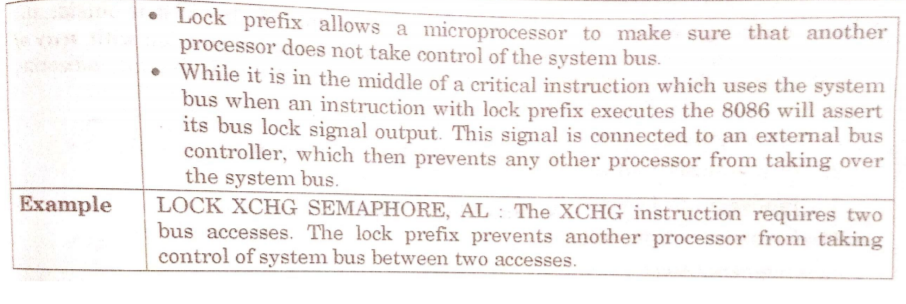 • Lock prefix allows a microprocessor to make sure that another
processor does not take control of the system bus.
• While it is in the middle of a critical instruction which uses the system
bus when an instruction with lock prefix executes the 8086 will assert
its bus lock signal output. This signal is connected to an external bus
controller, which then prevents any other processor from taking over
the system bus.
Example LOCK XCHG SEMAPHORE, AL : The XCHG instruction requires two
bus accesses. The lock prefix prevents another processor from taking
control of system bus between two accesses.